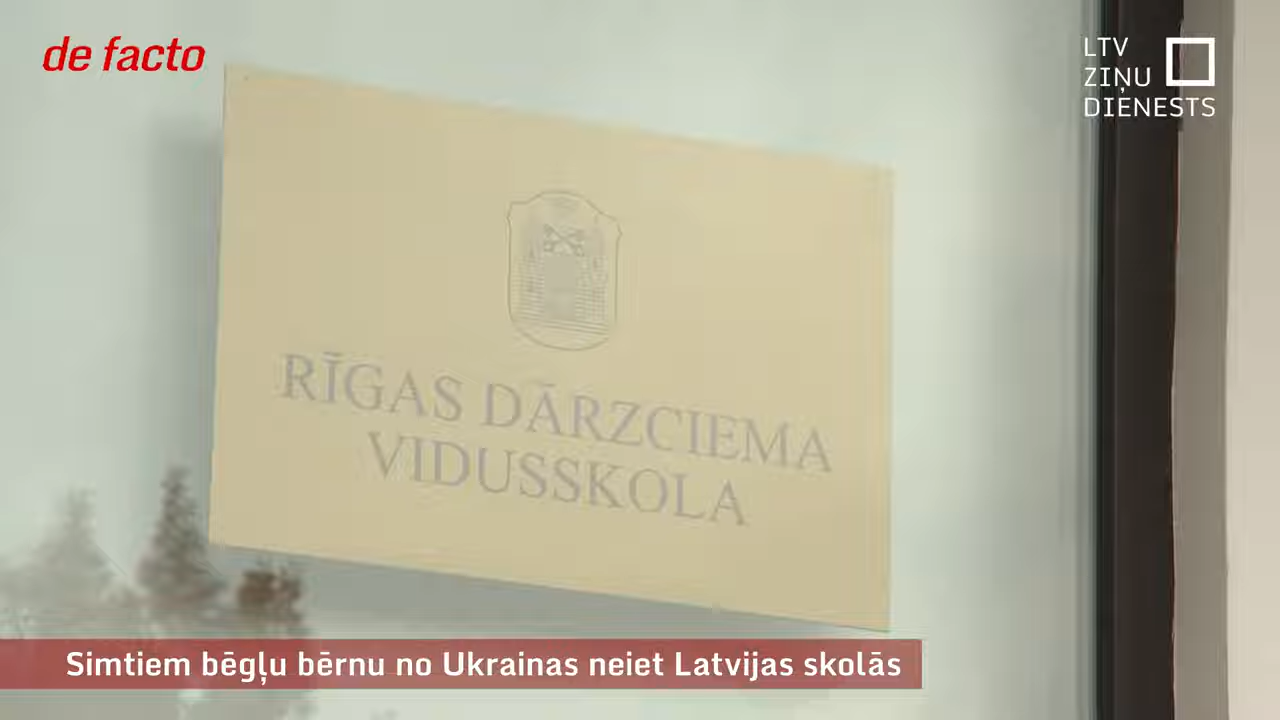 de facto
LTV
ZIŅU
DIENESTS
RĪGAS DĀRZCIEMA
VIDUSSKOLA
Simtiem bēgļu bērnu no Ukrainas neiet Latvijas skolās